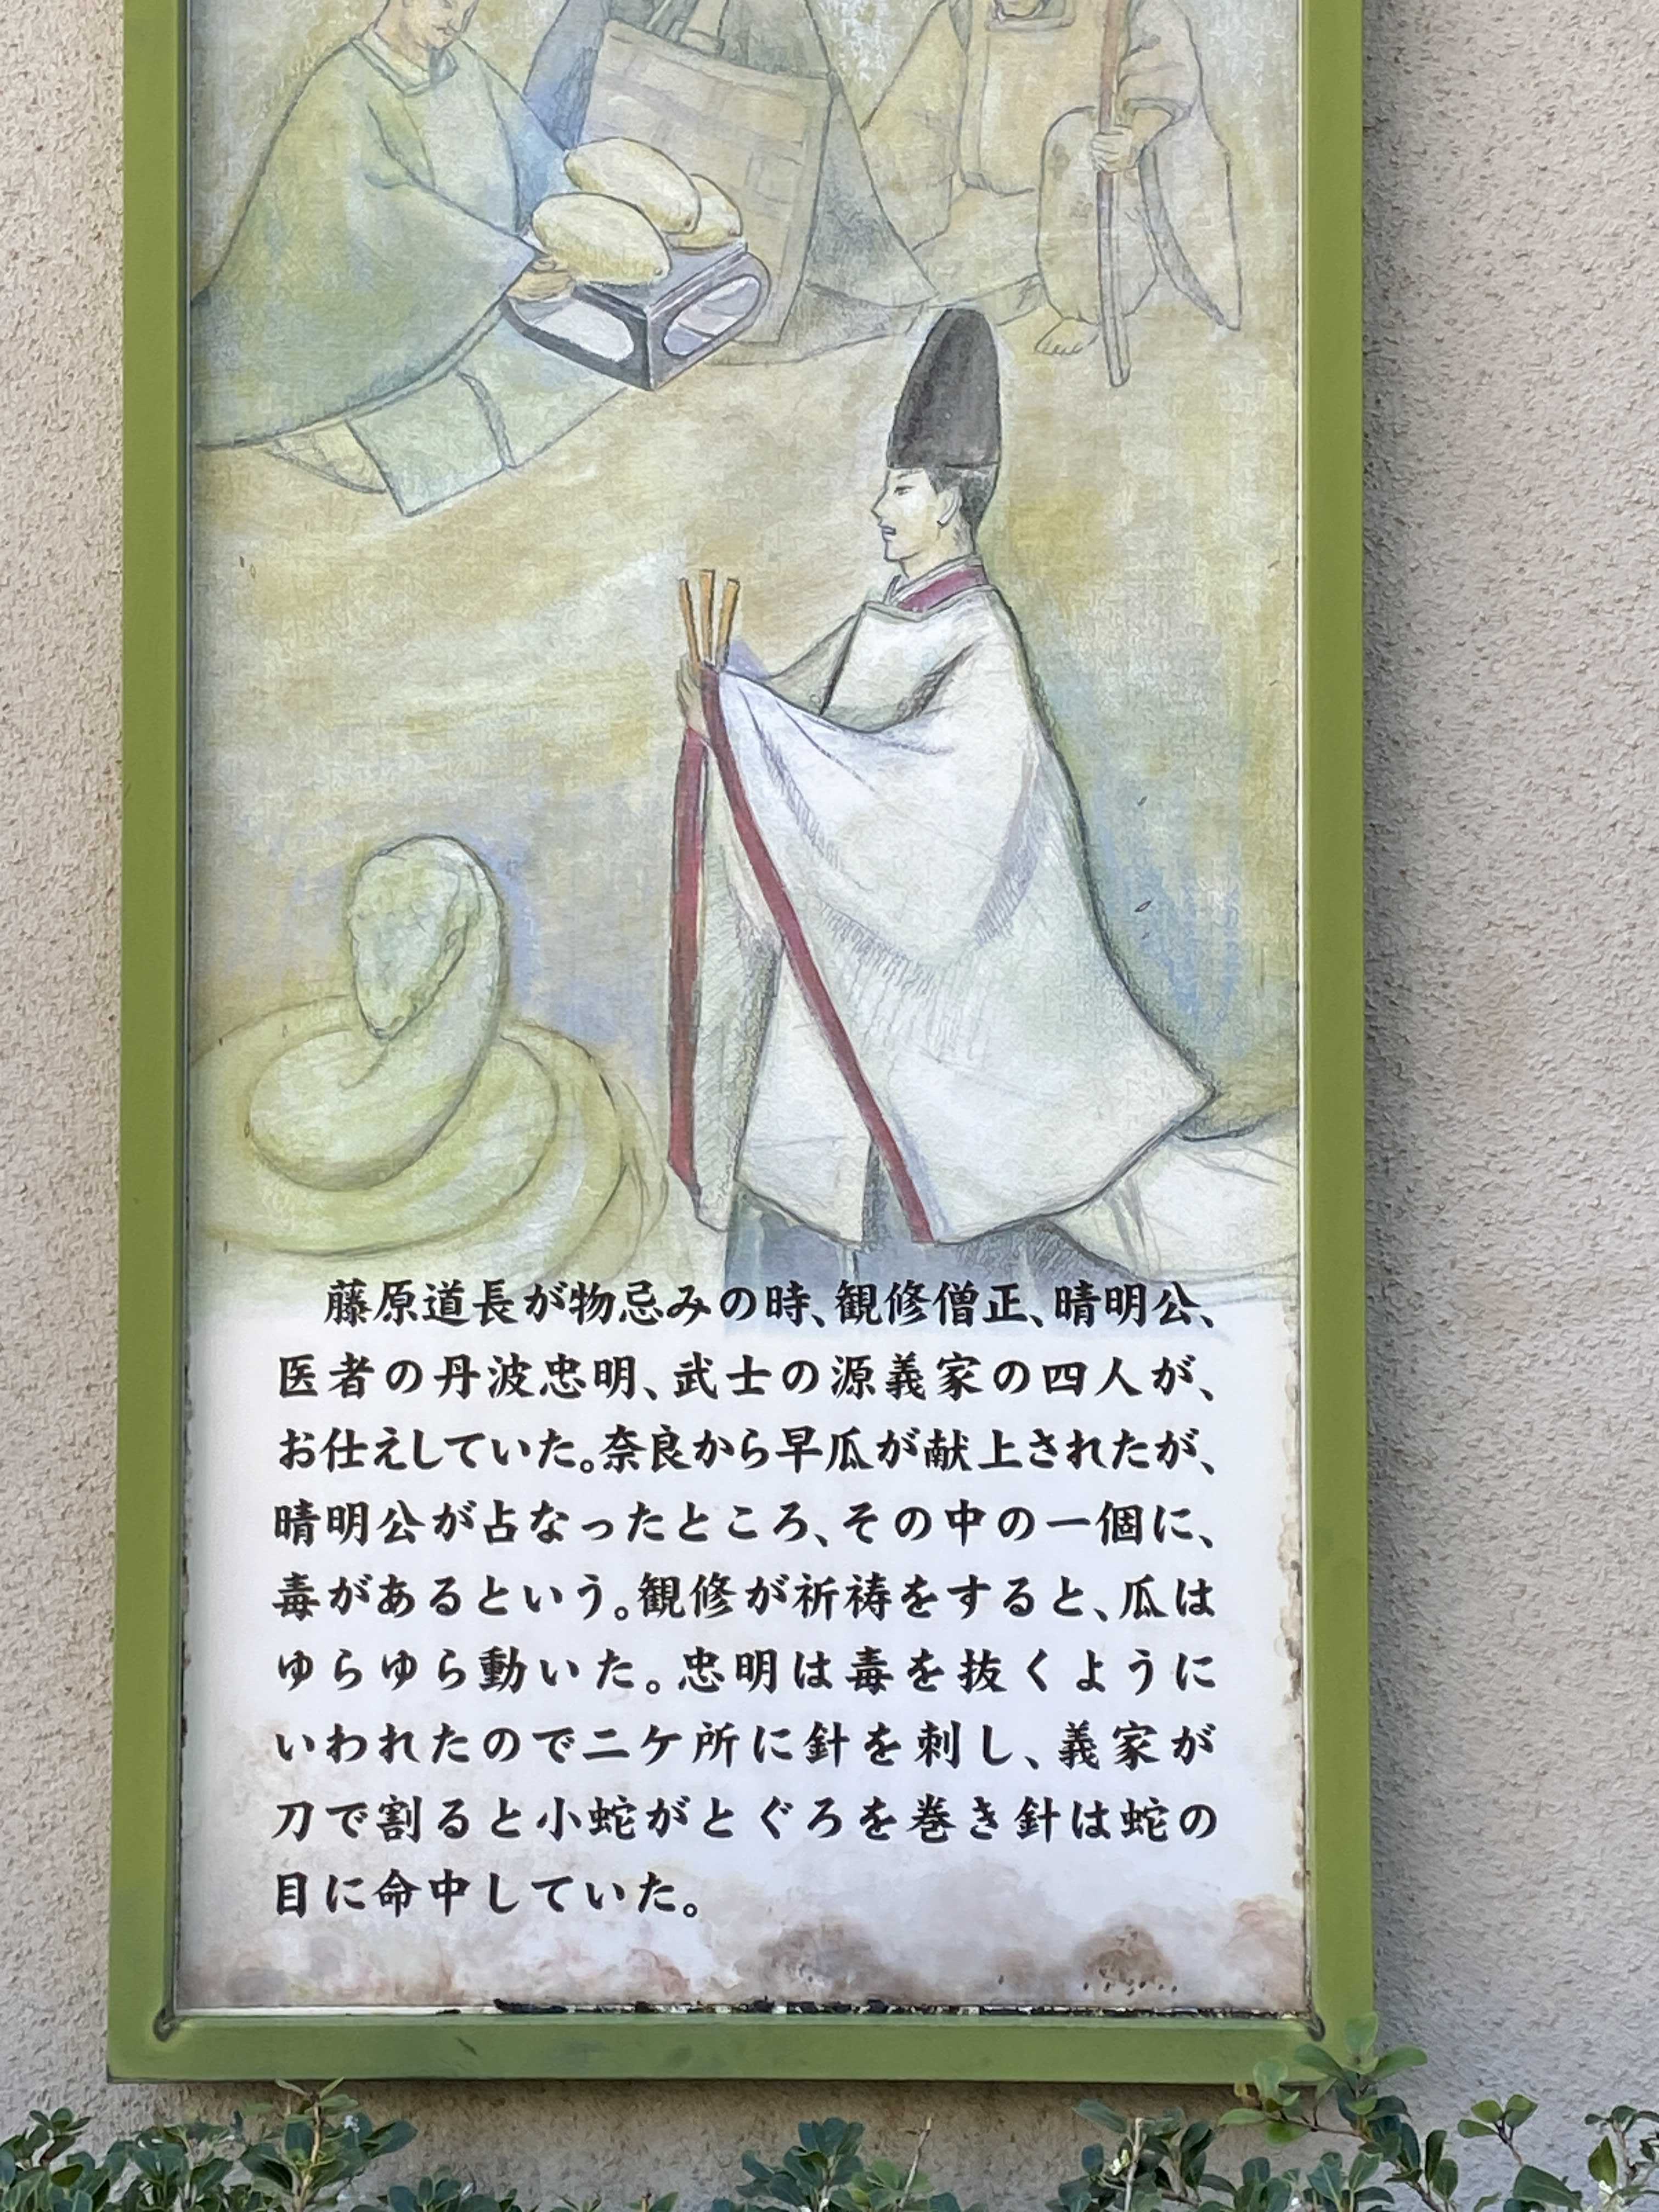 藤原道長が物忌みの時、観修僧正、晴明公、
医者の丹波忠明、武士の源義家の四人が、
お仕えしていた。奈良から早瓜が献上されたが、
晴明公が占なったところ、その中の一個に、
毒があるという。観修が祈祷をすると、瓜は
ゆらゆら動いた。忠明は毒を抜くように
いわれたので二ケ所に針を刺し、義家が
刀で割ると小蛇がとぐろを巻き針は蛇の
目に命中していた。